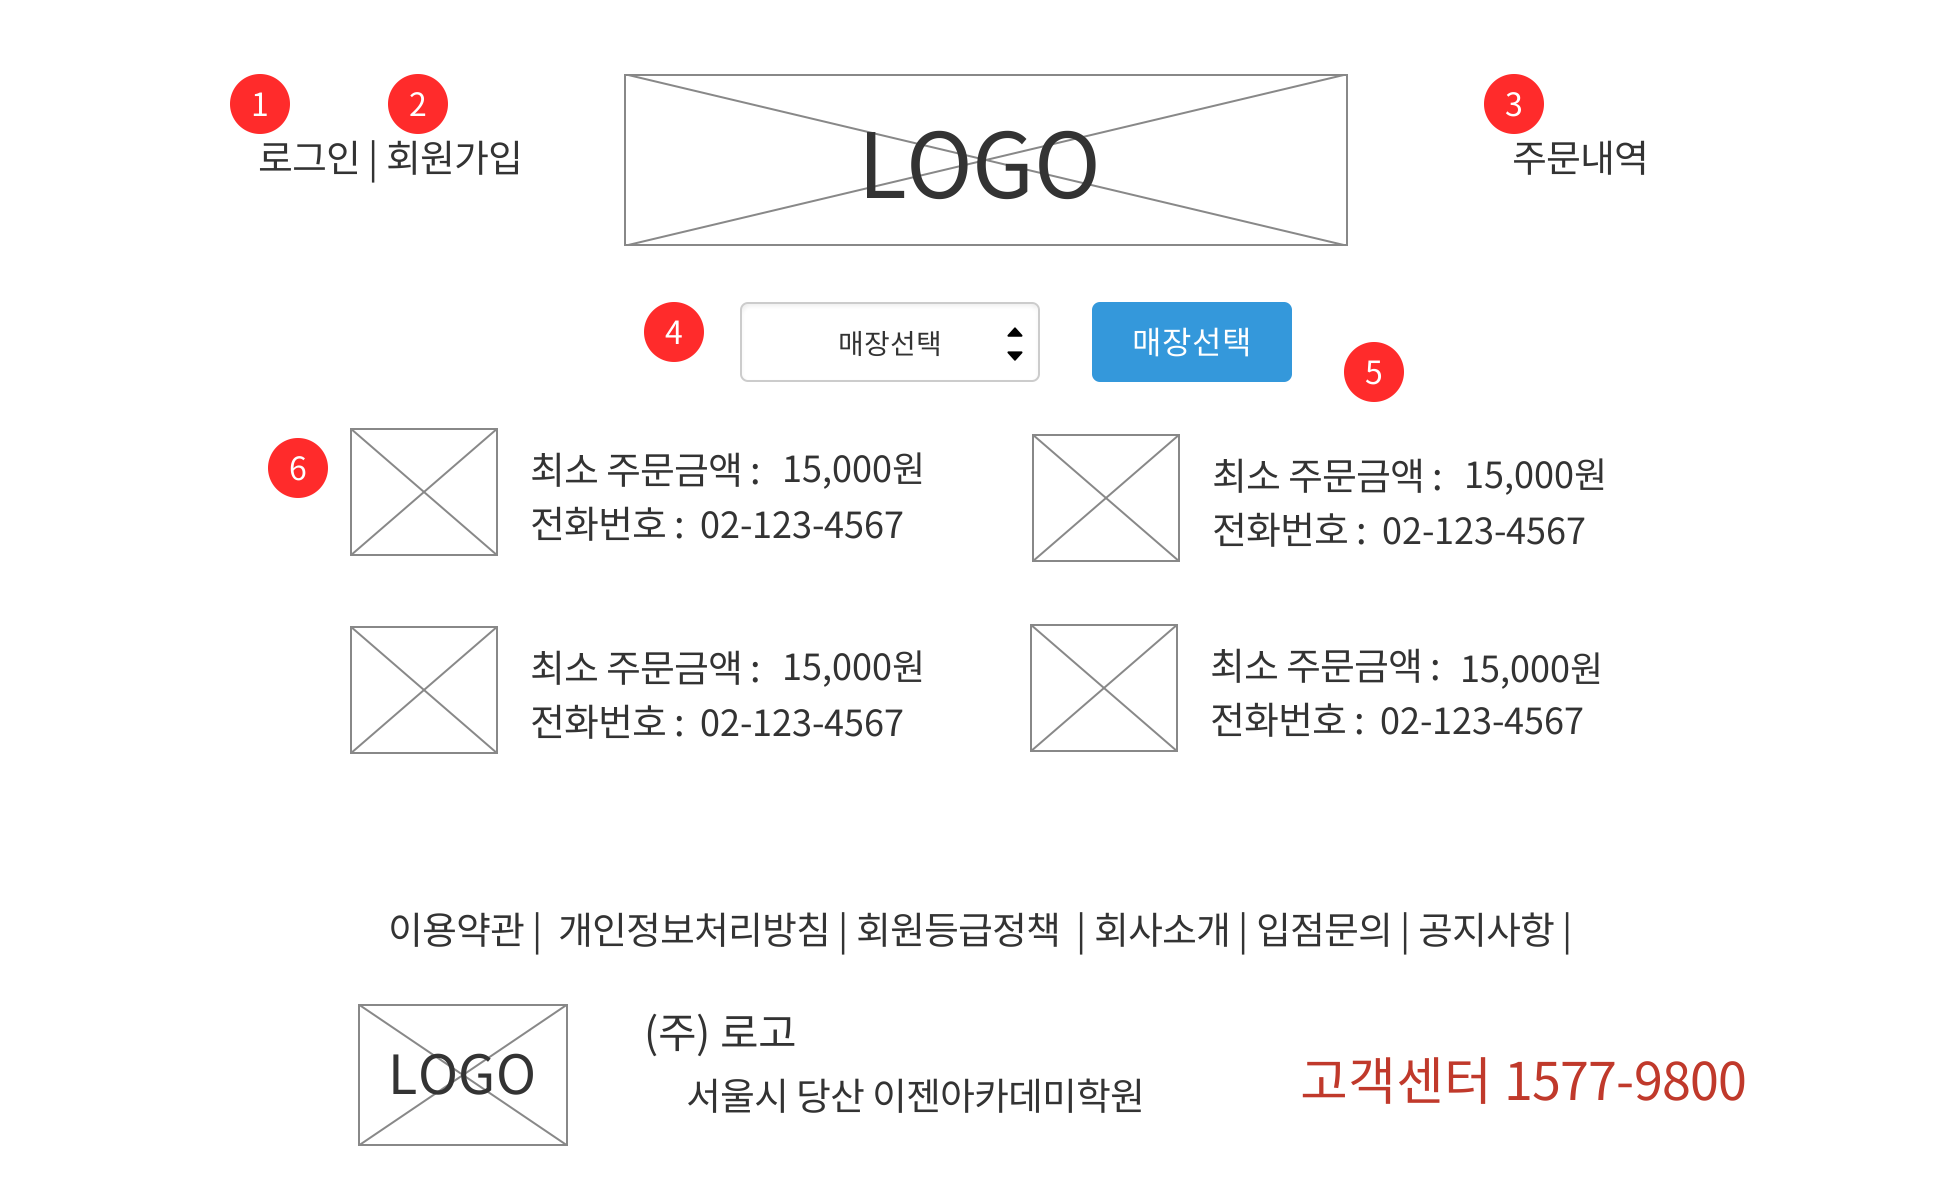 1 2 3
로그인 | 회원가입
LOGO
주문내역
4 매장선택 매장선택
5
6
최소 주문금액 : 15,000원
전화번호 : 02-123-4567
최소 주문금액 : 15,000원
전화번호 : 02-123-4567
최소 주문금액 : 15,000원
전화번호 : 02-123-4567
최소 주문금액 : 15,000원
전화번호 : 02-123-4567
이용약관 | 개인정보처리방침 | 회원등급정책 | 회사소개 | 입점문의 | 공지사항 |
LOGO
(주) 로고
서울시 당산 이젠아카데미학원
고객센터 1577-9800